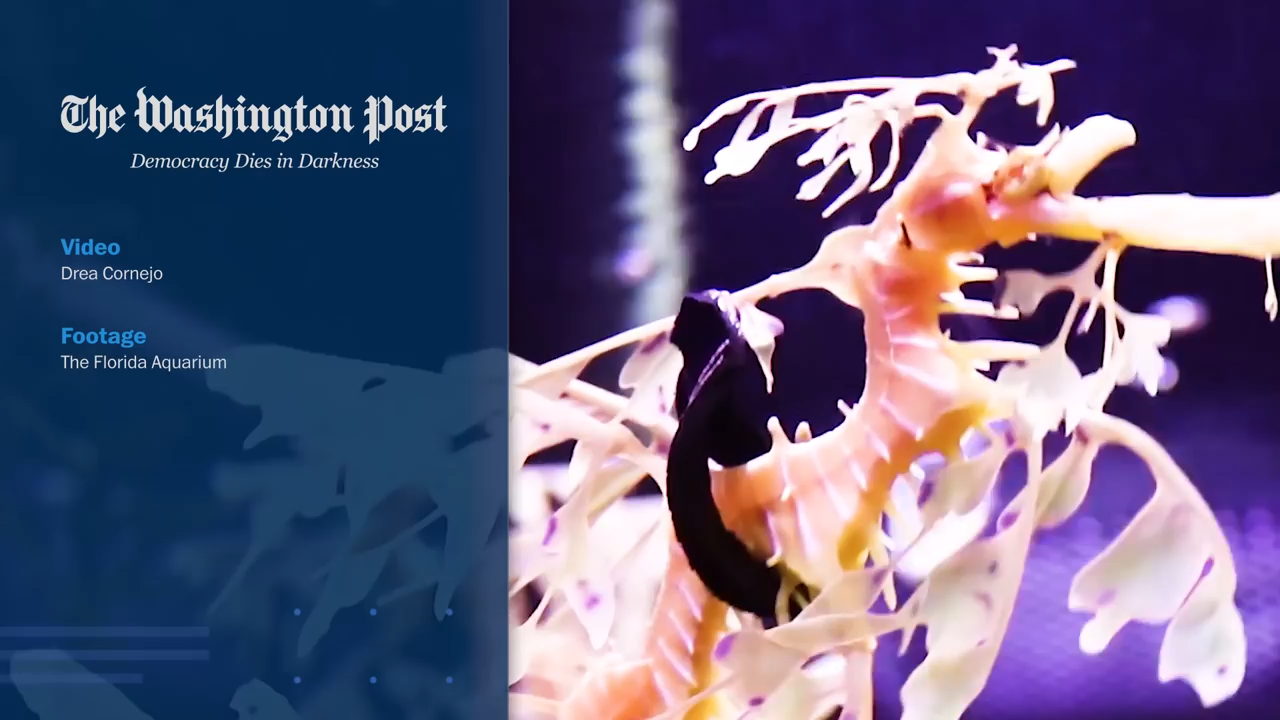 The Washington Post
Democracy Dies in Darkness
Video
Drea Cornejo
Footage
The Florida Aquarium